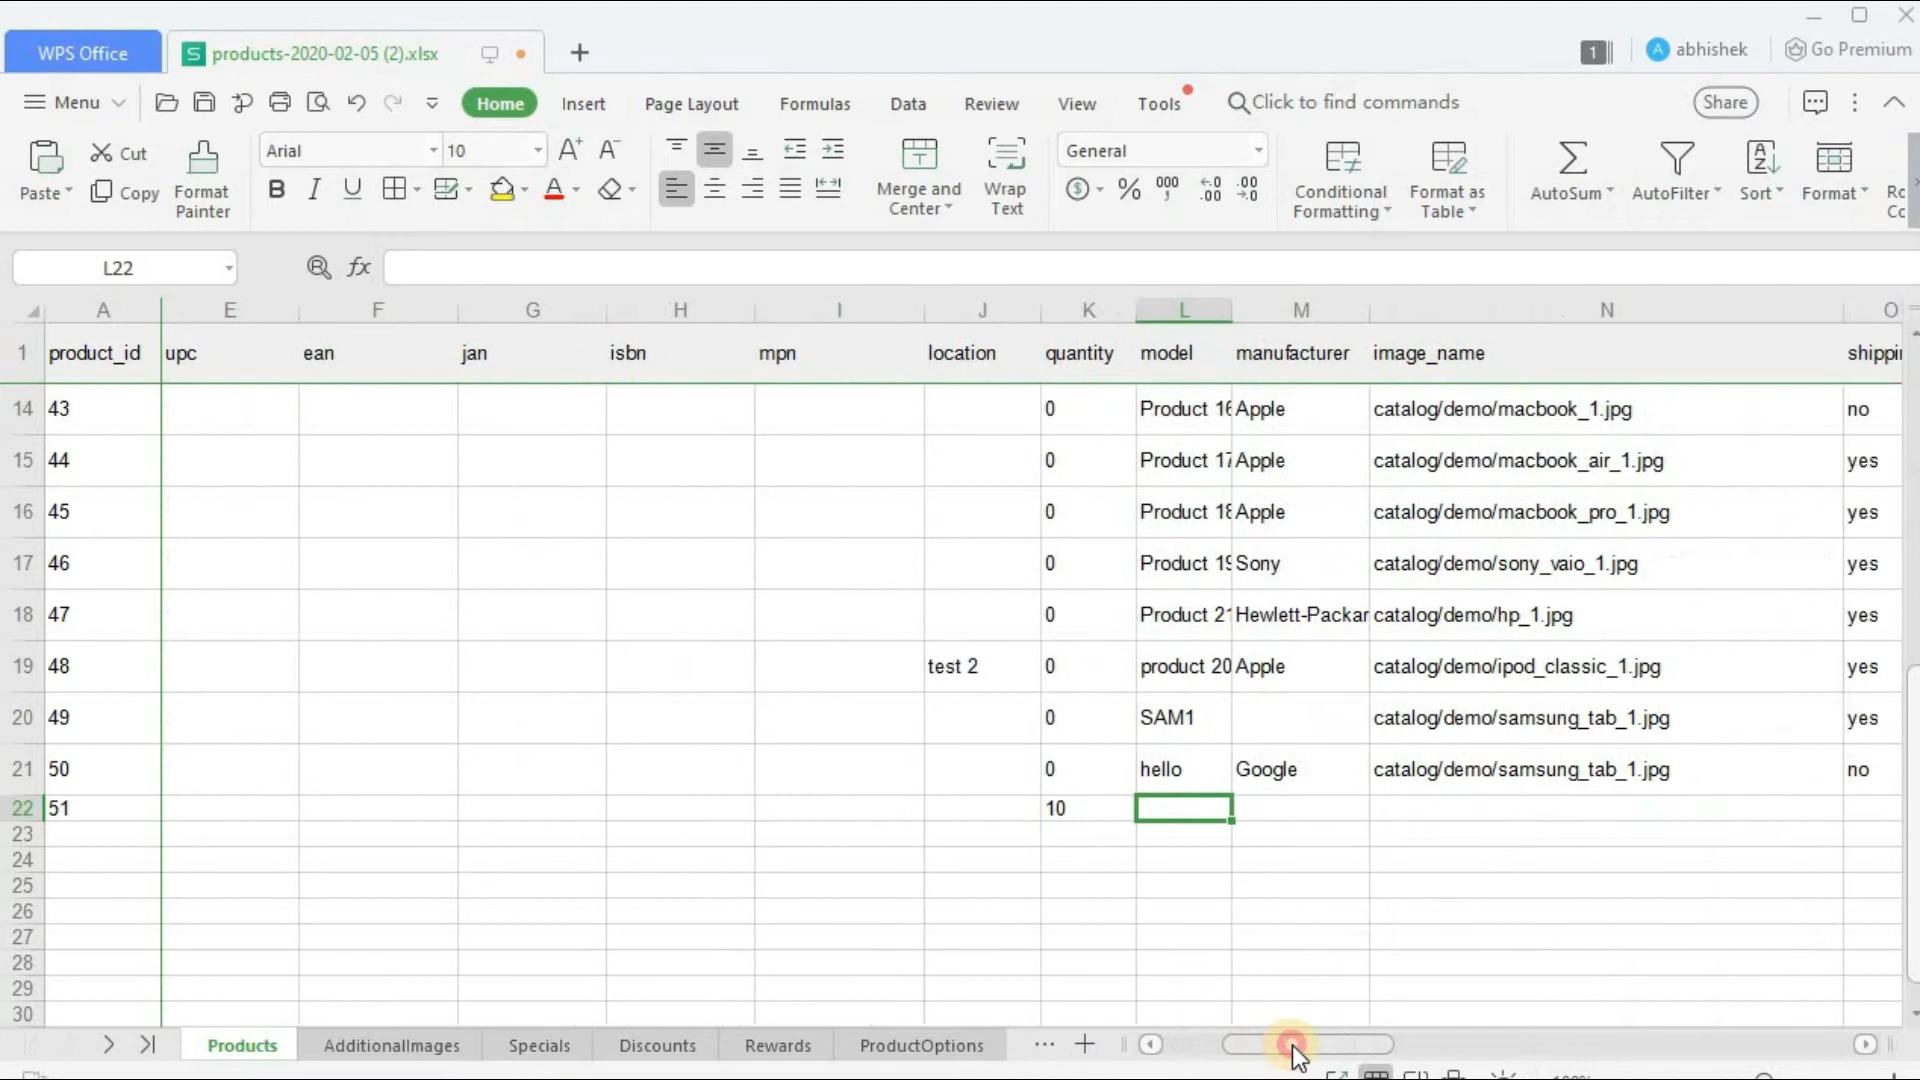 WPS Office
S products-2020-02-05 (2).xlsx
1
A abhishek
Go Premium
Menu
Home
Insert
Page Layout
Formulas
Data
Review
View
Tools
Click to find commands
Share
Paste
Cut
Copy
Format Painter
Arial
10
General
Merge and Center
Wrap Text
Conditional Formatting
Format as Table
AutoSum
AutoFilter
Sort
Format
L22
fx
A E F G H I J K L M N O
1 product_id upc ean jan isbn mpn location quantity model manufacturer image_name shippin
14 43 0 Product 16 Apple catalog/demo/macbook_1.jpg no
15 44 0 Product 17 Apple catalog/demo/macbook_air_1.jpg yes
16 45 0 Product 18 Apple catalog/demo/macbook_pro_1.jpg yes
17 46 0 Product 19 Sony catalog/demo/sony_vaio_1.jpg yes
18 47 0 Product 21 Hewlett-Packar catalog/demo/hp_1.jpg yes
19 48 test 2 0 product 20 Apple catalog/demo/ipod_classic_1.jpg yes
20 49 0 SAM1 catalog/demo/samsung_tab_1.jpg yes
21 50 0 hello Google catalog/demo/samsung_tab_1.jpg no
22 51 10
23
24
25
26
27
28
29
30
Products
AdditionalImages
Specials
Discounts
Rewards
ProductOptions